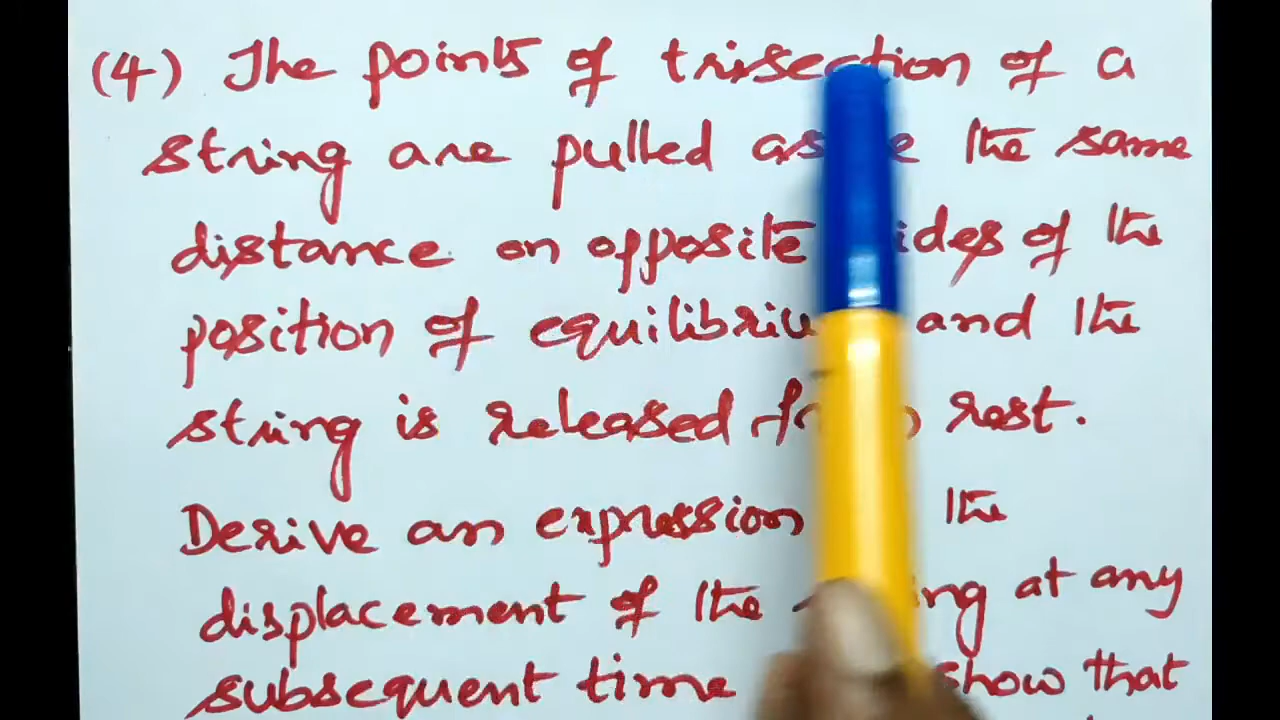 (4) The points of trisection of a
string are pulled the same
distance on opposite of the
position of equilibrium and the
string is released rest.
Derive an expression the
displacement of the at any
subsequent time show that